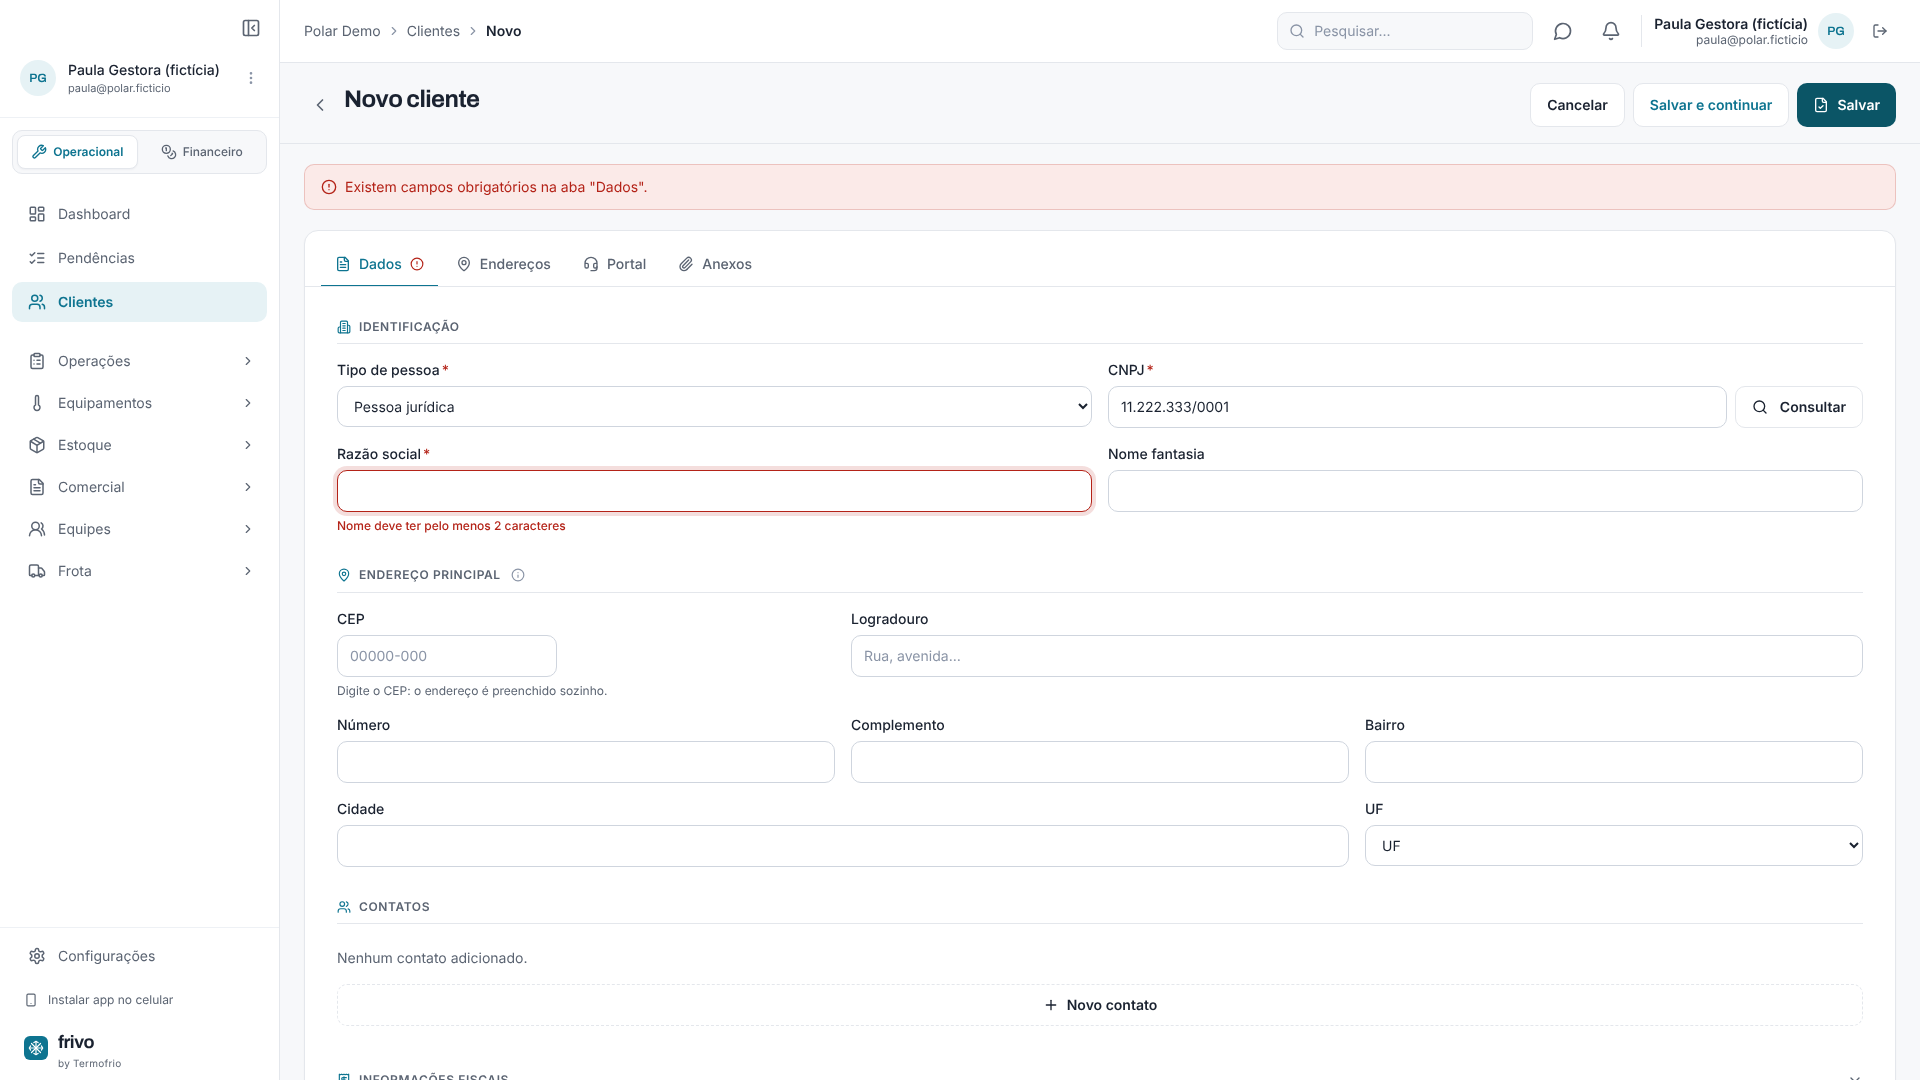 Polar Demo > Clientes > Novo
Pesquisar...
Paula Gestora (fictícia)
paula@polar.ficticio
PG
PG
Paula Gestora (fictícia)
paula@polar.ficticio
Operacional
Financeiro
Dashboard
Pendências
Clientes
Operações
Equipamentos
Estoque
Comercial
Equipes
Frota
Configurações
Instalar app no celular
frivo
by Termofrio
Novo cliente
Cancelar
Salvar e continuar
Salvar
Existem campos obrigatórios na aba "Dados".
Dados
Endereços
Portal
Anexos
IDENTIFICAÇÃO
Tipo de pessoa*
CNPJ*
Pessoa jurídica
11.222.333/0001
Consultar
Razão social*
Nome fantasia
Nome deve ter pelo menos 2 caracteres
ENDEREÇO PRINCIPAL
CEP
Logradouro
00000-000
Rua, avenida...
Digite o CEP: o endereço é preenchido sozinho.
Número
Complemento
Bairro
Cidade
UF
UF
CONTATOS
Nenhum contato adicionado.
+ Novo contato
INFORMAÇÕES FISCAIS